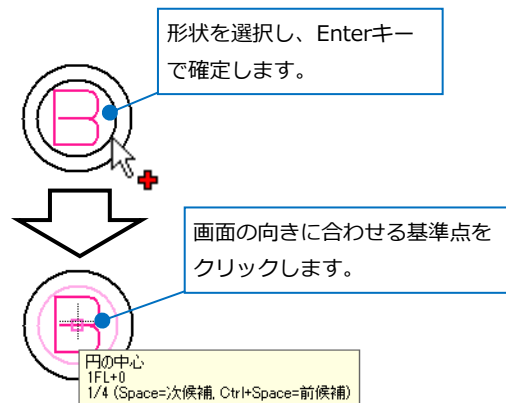 形状を選択し、Enterキー
で確定します。
B
画面の向きに合わせる基準点を
クリックします。
B
円の中心
1FL+0
1/4 (Space=次候補, Ctrl+Space=前候補)